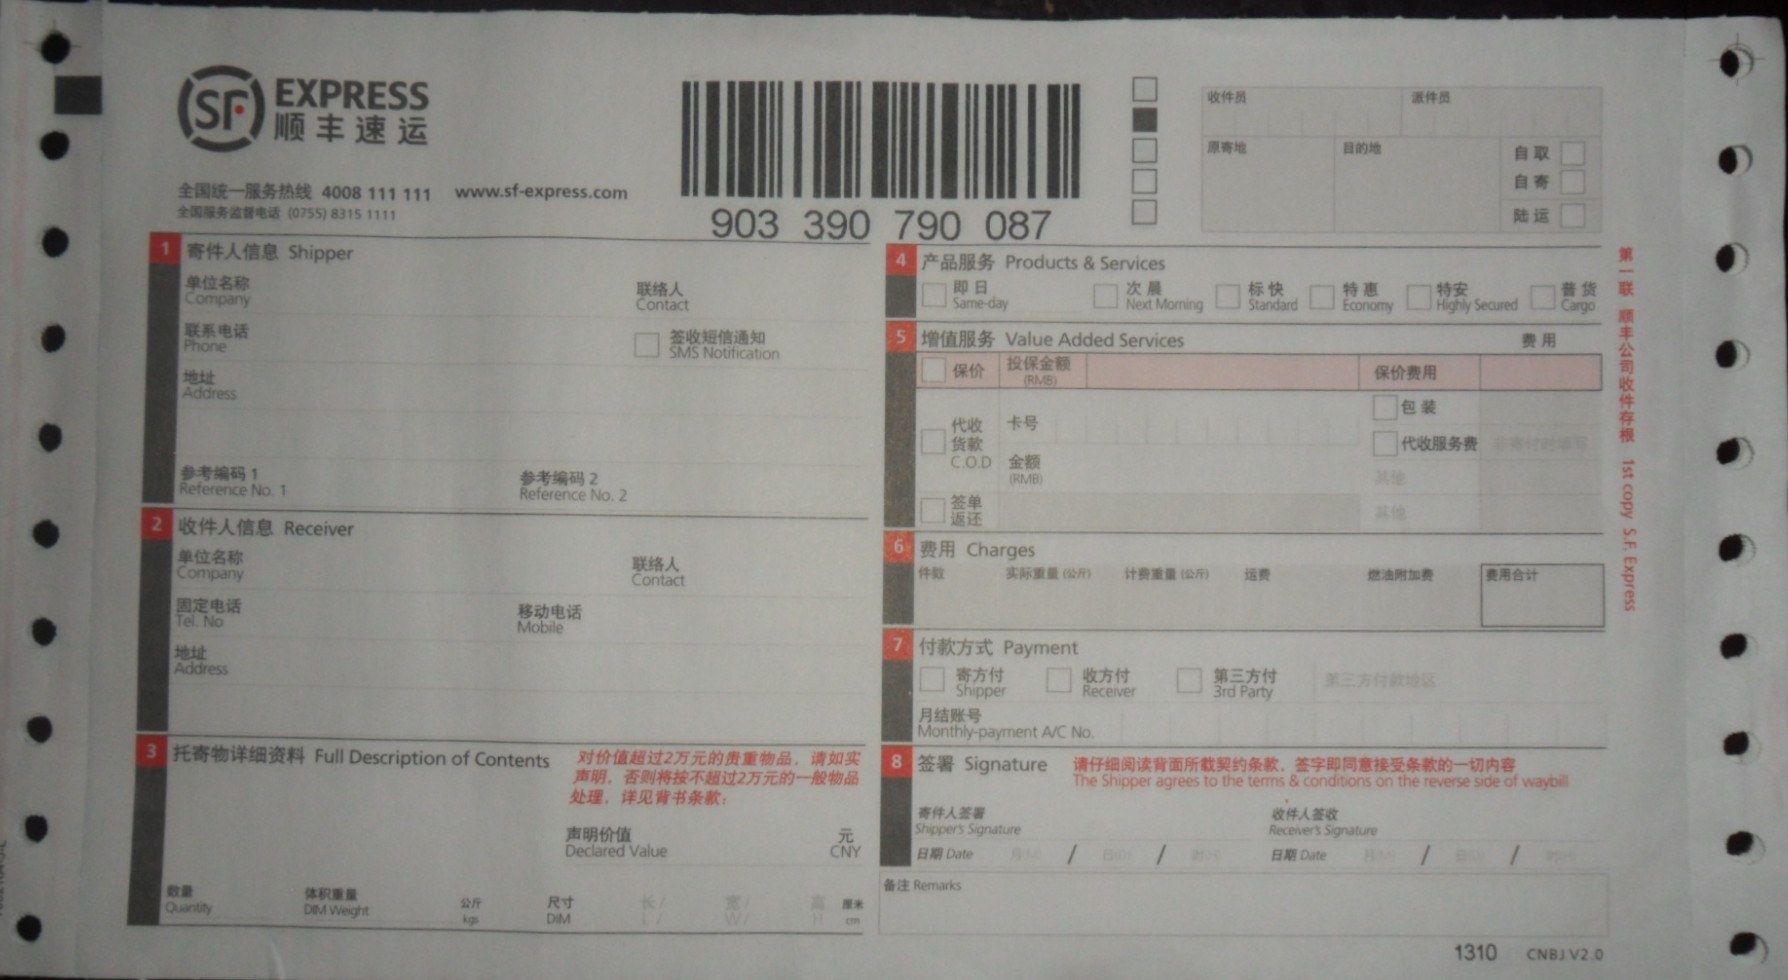 SF EXPRESS
顺丰速运
全国统一服务热线 4008 111 111 www.sf-express.com
全国服务监督电话 (0755) 8315 1111
903 390 790 087
收件员 派件员
原寄地 目的地
自取
自寄
陆运
1 寄件人信息 Shipper
单位名称 联络人
Company Contact
联系电话 签收短信通知
Phone SMS Notification
地址
Address
参考编码 1 参考编码 2
Reference No. 1 Reference No. 2
2 收件人信息 Receiver
单位名称 联络人
Company Contact
固定电话 移动电话
Tel. No Mobile
地址
Address
3 托寄物详细资料 Full Description of Contents
对价值超过2万元的贵重物品，请如实
声明，否则将按不超过2万元的一般物品
处理，详见背书条款；
声明价值 元
Declared Value CNY
数量 体积重量 公斤 尺寸 长 / 宽 / 高 厘米
Quantity DIM Weight kgs DIM L / W / H cm
4 产品服务 Products & Services
即日 次晨 标快 特惠 特安 普货
Same-day Next Morning Standard Economy Highly Secured Cargo
5 增值服务 Value Added Services 费用
保价 投保金额 保价费用
(RMB)
代收 卡号 包装
货款 代收服务费
C.O.D 金额
(RMB) 其他
签单 其他
返还
6 费用 Charges
件数 实际重量 (公斤) 计费重量 (公斤) 运费 燃油附加费 费用合计
7 付款方式 Payment
寄方付 收方付 第三方付 第三方付款地区
Shipper Receiver 3rd Party
月结账号
Monthly-payment A/C No.
8 签署 Signature 请仔细阅读背面所载契约条款，签字即同意接受条款的一切内容
The Shipper agrees to the terms & conditions on the reverse side of waybill
寄件人签署 收件人签收
Shipper's Signature Receiver's Signature
日期 Date 月(M) / 日(D) / 时(H) 日期 Date 月(M) / 日(D) / 时(H)
备注 Remarks
第一联 顺丰公司收件存根 1st copy S.F. Express
1310 CNBJ V2.0